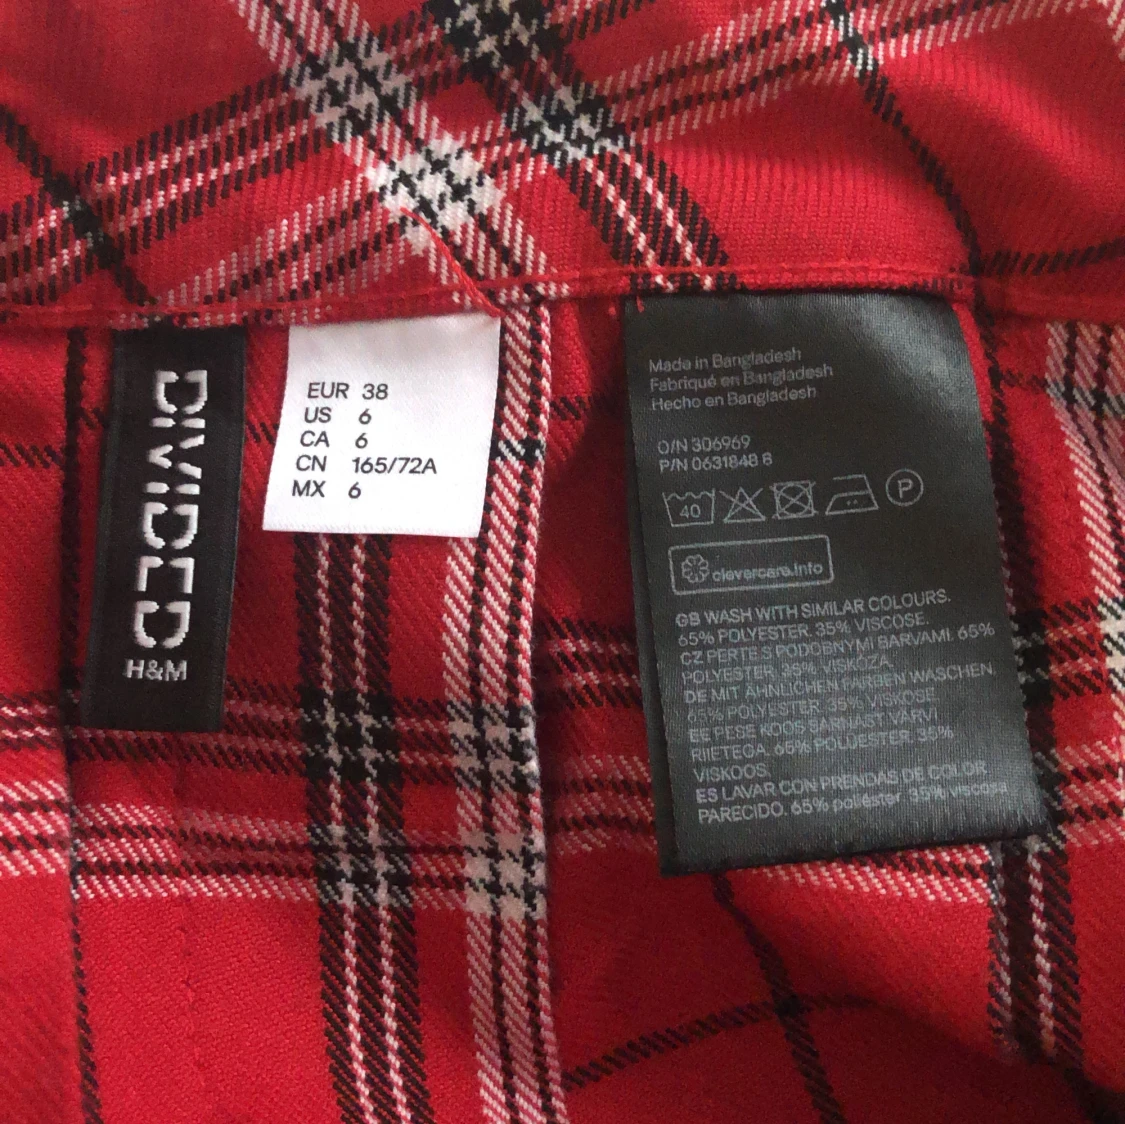 DIVIDED
H&M
EUR 38
US 6
CA 6
CN 165/72A
MX 6
Made in Bangladesh
Fabriqué en Bangladesh
Hecho en Bangladesh
O/N 306969
P/N 0631848 8
40
P
clevercare.info
GB WASH WITH SIMILAR COLOURS.
65% POLYESTER. 35% VISCOSE.
CZ PERTE S PODOBNÝMI BARVAMI. 65%
POLYESTER. 35% VISKÓZA.
DE MIT ÄHNLICHEN FARBEN WASCHEN.
65% POLYESTER. 35% VISKOSE
EE PESE KOOS SARNAST VÄRVI
RIIETEGA. 65% POLÜESTER. 35%
VISKOOS.
ES LAVAR CON PRENDAS DE COLOR
PARECIDO. 65% poliéster 35% viscosa